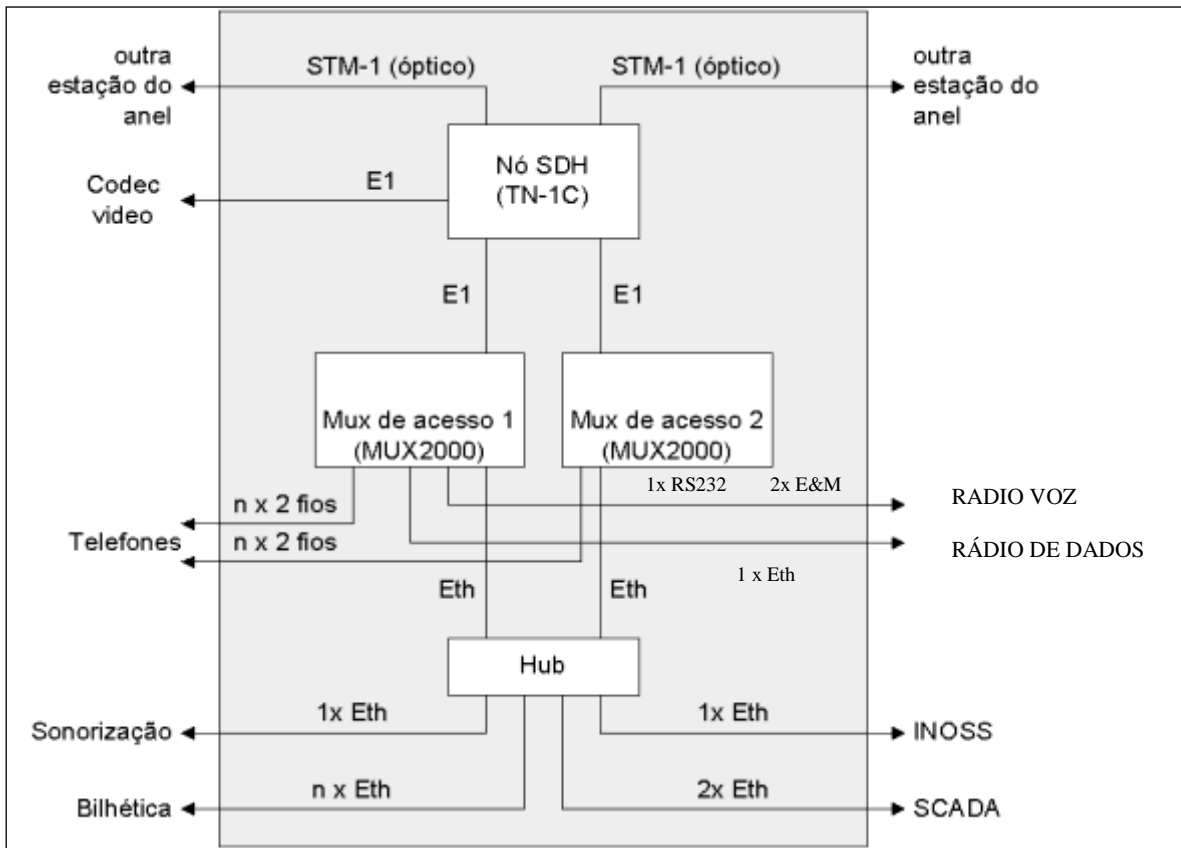 outra
estação do
anel
STM-1 (óptico)
STM-1 (óptico)
outra
estação do
anel
Nó SDH
(TN-1C)
E1
Codec
video
E1
E1
Mux de acesso 1
(MUX2000)
Mux de acesso 2
(MUX2000)
1x RS232
2x E&M
n x 2 fios
RADIO VOZ
Telefones
n x 2 fios
RÁDIO DE DADOS
1 x Eth
Eth
Eth
Hub
1x Eth
1x Eth
Sonorização
INOSS
n x Eth
2x Eth
Bilhética
SCADA